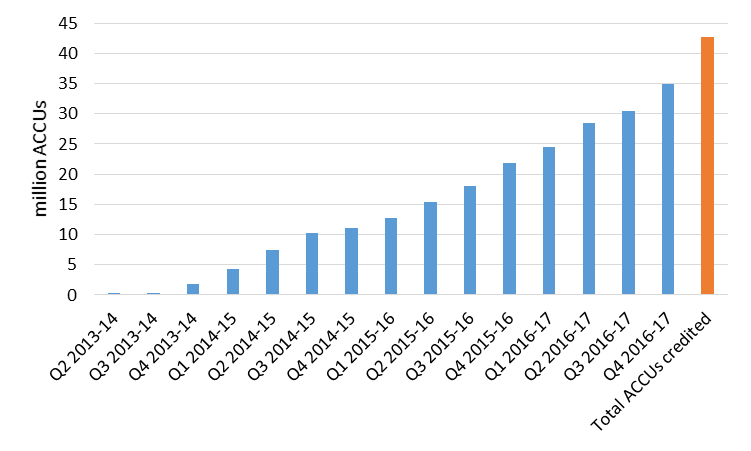 45
40
35
30
25
20
15
10
5
0
million ACCUs
Q2 2013-14
Q3 2013-14
Q4 2013-14
Q1 2014-15
Q2 2014-15
Q3 2014-15
Q4 2014-15
Q1 2015-16
Q2 2015-16
Q3 2015-16
Q4 2015-16
Q1 2016-17
Q2 2016-17
Q3 2016-17
Q4 2016-17
Total ACCUs credited